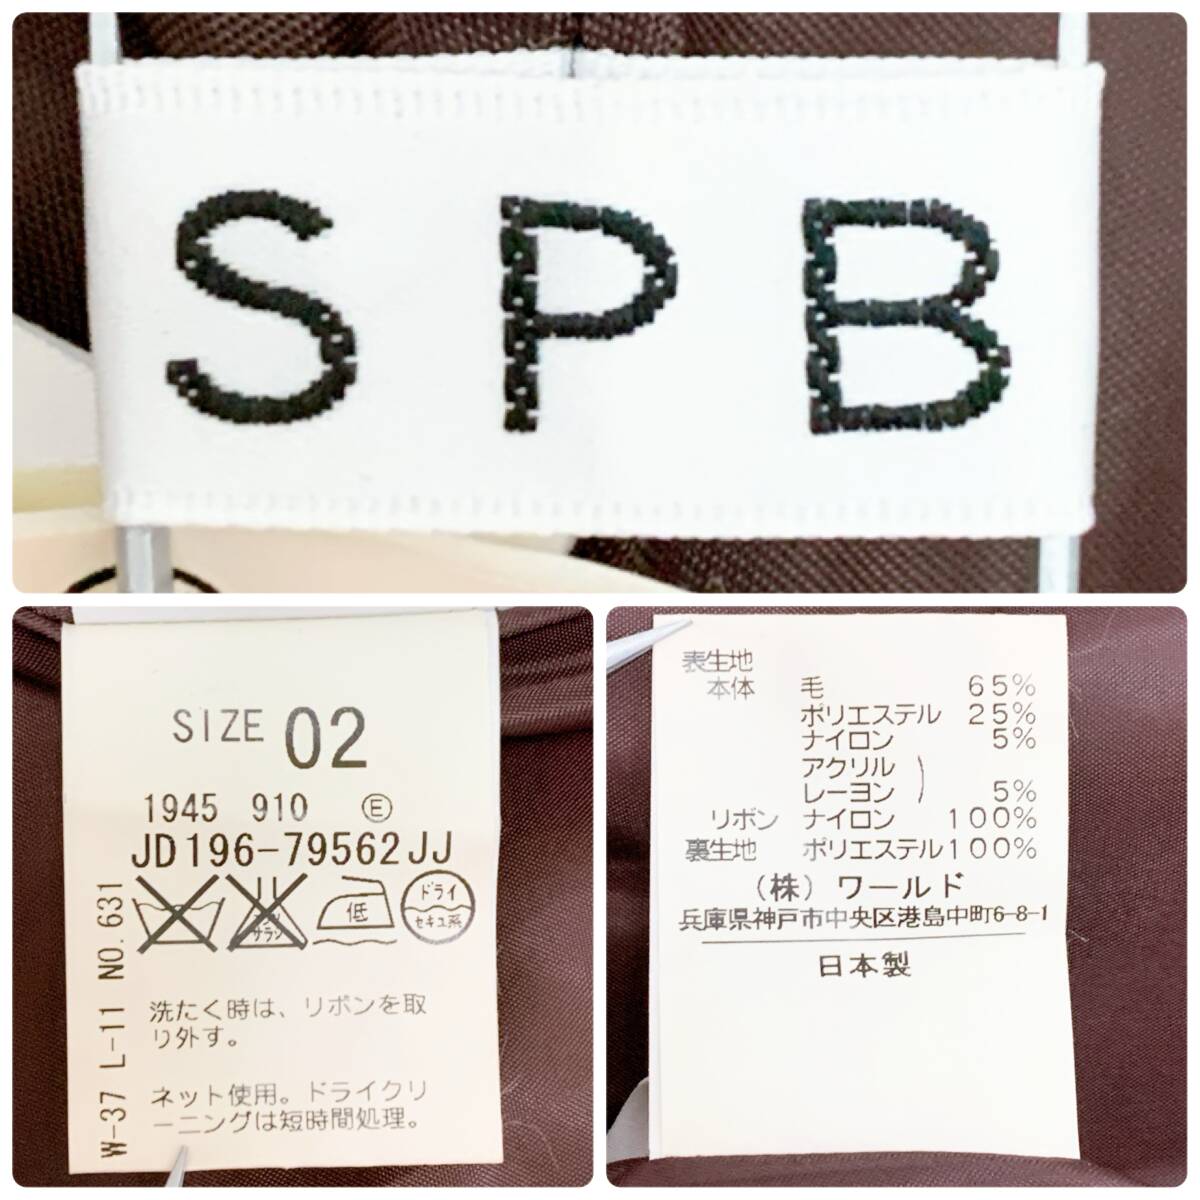 SPB
SIZE 02
1945 910 Ⓔ
JD196-79562JJ
低
ドライ
セキユ系
洗たく時は、リボンを取
り外す。
ネット使用。ドライクリ
ーニングは短時間処理。
W-37 L-11 NO.631
表生地
本体 毛 65%
ポリエステル 25%
ナイロン 5%
アクリル
レーヨン 5%
リボン ナイロン 100%
裏生地 ポリエステル100%
(株)ワールド
兵庫県神戸市中央区港島中町6-8-1
日本製